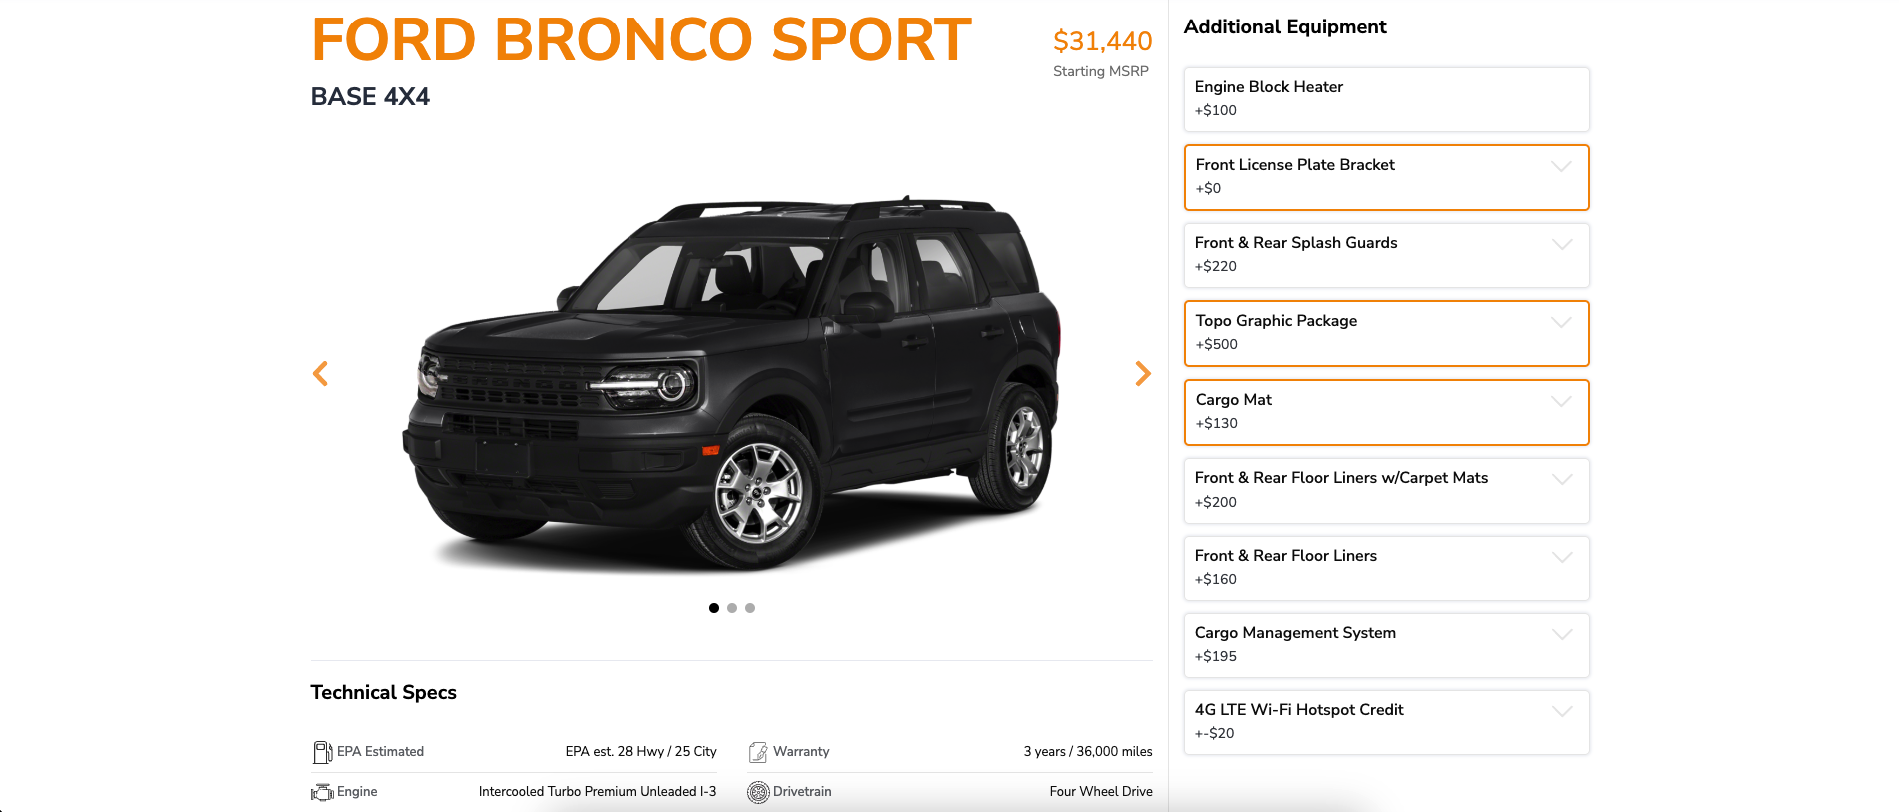 FORD BRONCO SPORT
$31,440
Starting MSRP
BASE 4X4
BRONCO
Technical Specs
EPA Estimated
EPA est. 28 Hwy / 25 City
Warranty
3 years / 36,000 miles
Engine
Intercooled Turbo Premium Unleaded I-3
Drivetrain
Four Wheel Drive
Additional Equipment
Engine Block Heater
+$100
Front License Plate Bracket
+$0
Front & Rear Splash Guards
+$220
Topo Graphic Package
+$500
Cargo Mat
+$130
Front & Rear Floor Liners w/Carpet Mats
+$200
Front & Rear Floor Liners
+$160
Cargo Management System
+$195
4G LTE Wi-Fi Hotspot Credit
+-$20